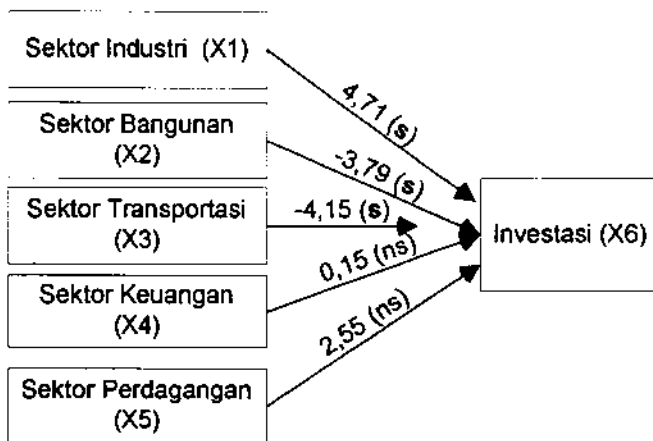 Sektor Industri (X1)
4,71 (s)
Sektor Bangunan
(X2)
-3,79 (s)
Sektor Transportasi
(X3)
-4,15 (s)
Investasi (X6)
Sektor Keuangan
(X4)
0,15 (ns)
Sektor Perdagangan
(X5)
2,55 (ns)